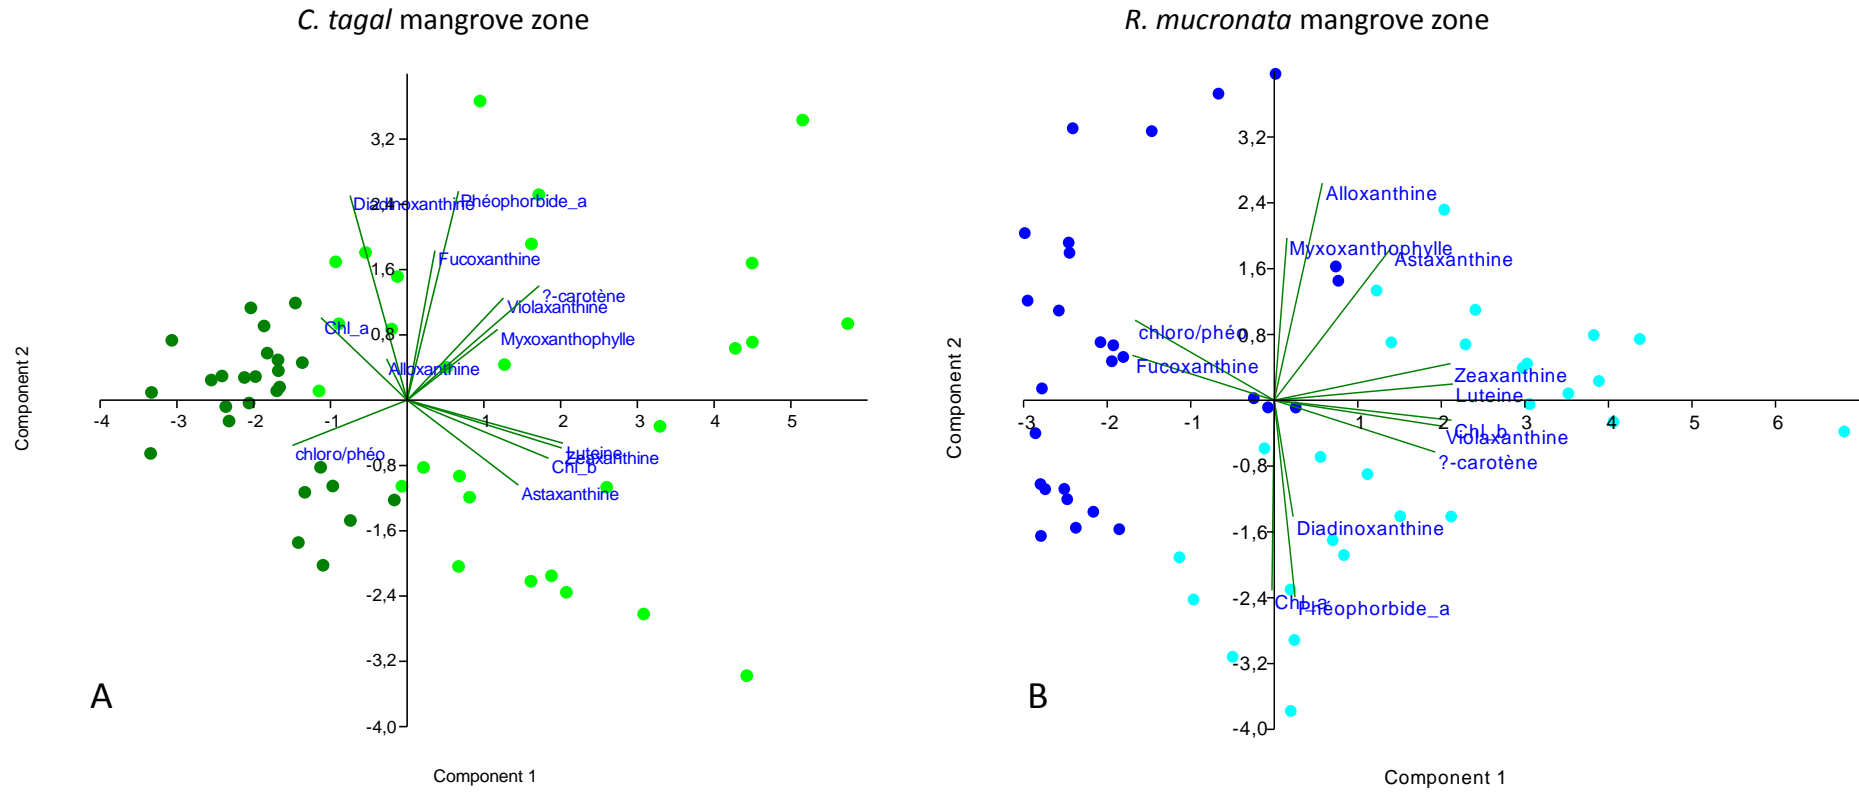 C. tagal mangrove zone
3,2
2,4
1,6
0,8
-0,8
-1,6
-2,4
-3,2
-4,0
-4
-3
-2
-1
1
2
3
4
5
Diadinoxanthine
Phéophorbide_a
Fucoxanthine
?-carotène
Violaxanthine
Myxoxanthophylle
Chl_a
Alloxanthine
chloro/phéo
Luteine
Zeaxanthine
Chl_b
Astaxanthine
Component 2
Component 1
A
R. mucronata mangrove zone
3,2
2,4
1,6
0,8
-0,8
-1,6
-2,4
-3,2
-4,0
-3
-2
-1
1
2
3
4
5
6
Alloxanthine
Myxoxanthophylle
Astaxanthine
chloro/phéo
Fucoxanthine
Zeaxanthine
Luteine
Chl_b
Violaxanthine
?-carotène
Diadinoxanthine
Chl_a
Phéophorbide_a
Component 2
Component 1
B